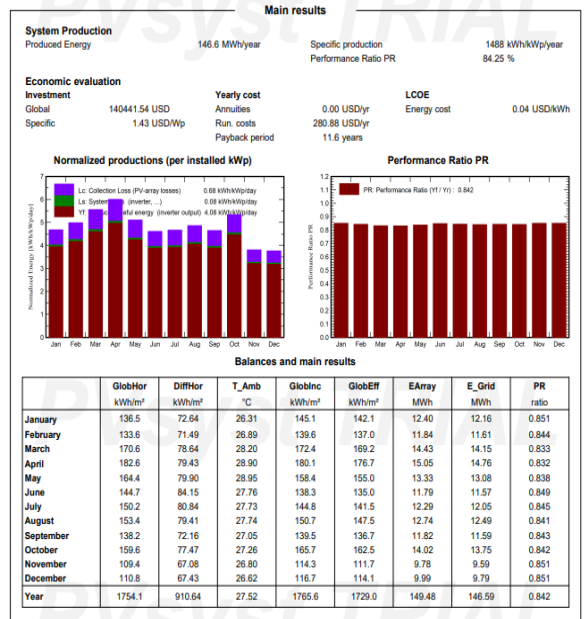 PVsyst TRIAL
Main results
System Production
Produced Energy 146.6 MWh/year Specific production 1488 kWh/kWp/year
Performance Ratio PR 84.25 %
Economic evaluation
Investment Yearly cost LCOE
Global 140441.54 USD Annuities 0.00 USD/yr Energy cost 0.04 USD/kWh
Specific 1.43 USD/Wp Run. costs 280.88 USD/yr
Payback period 11.6 years
Normalized productions (per installed kWp) Performance Ratio PR
Lc: Collection Loss (PV-array losses) 0.68 kWh/kWp/day
Ls: System (inverter, ...) 0.08 kWh/kWp/day
Yf: energy (inverter output) 4.08 kWh/kWp/day
PR: Performance Ratio (Yf / Yr) : 0.842
Normalized Energy [kWh/kWp/day]
Performance Ratio PR
7
6
5
4
3
2
1
0
1.2
1.1
1.0
0.9
0.8
0.7
0.6
0.5
0.4
0.3
0.2
0.1
0.0
Jan Feb Mar Apr May Jun Jul Aug Sep Oct Nov Dec
Jan Feb Mar Apr May Jun Jul Aug Sep Oct Nov Dec
Balances and main results
GlobHor DiffHor T_Amb GlobInc GlobEff EArray E_Grid PR
kWh/m² kWh/m² °C kWh/m² kWh/m² MWh MWh ratio
January 136.5 72.64 26.31 145.1 142.1 12.40 12.16 0.851
February 133.6 71.49 26.89 139.6 137.0 11.84 11.61 0.844
March 170.6 78.64 28.20 172.4 169.2 14.43 14.15 0.833
April 182.6 79.43 28.90 180.1 176.7 15.05 14.76 0.832
May 164.4 79.90 28.95 158.4 155.0 13.33 13.08 0.838
June 144.7 84.15 27.76 138.3 135.0 11.79 11.57 0.849
July 150.2 80.84 27.73 144.8 141.5 12.29 12.05 0.845
August 153.4 79.41 27.74 150.7 147.5 12.74 12.49 0.841
September 138.2 72.16 27.05 139.5 136.7 11.82 11.59 0.843
October 159.6 77.47 27.26 165.7 162.5 14.02 13.75 0.842
November 109.4 67.08 26.80 114.3 111.7 9.78 9.59 0.851
December 110.8 67.43 26.62 116.7 114.1 9.99 9.79 0.851
Year 1754.1 910.64 27.52 1765.6 1729.0 149.48 146.59 0.842
PVsyst TRIAL
PVsyst TRIAL